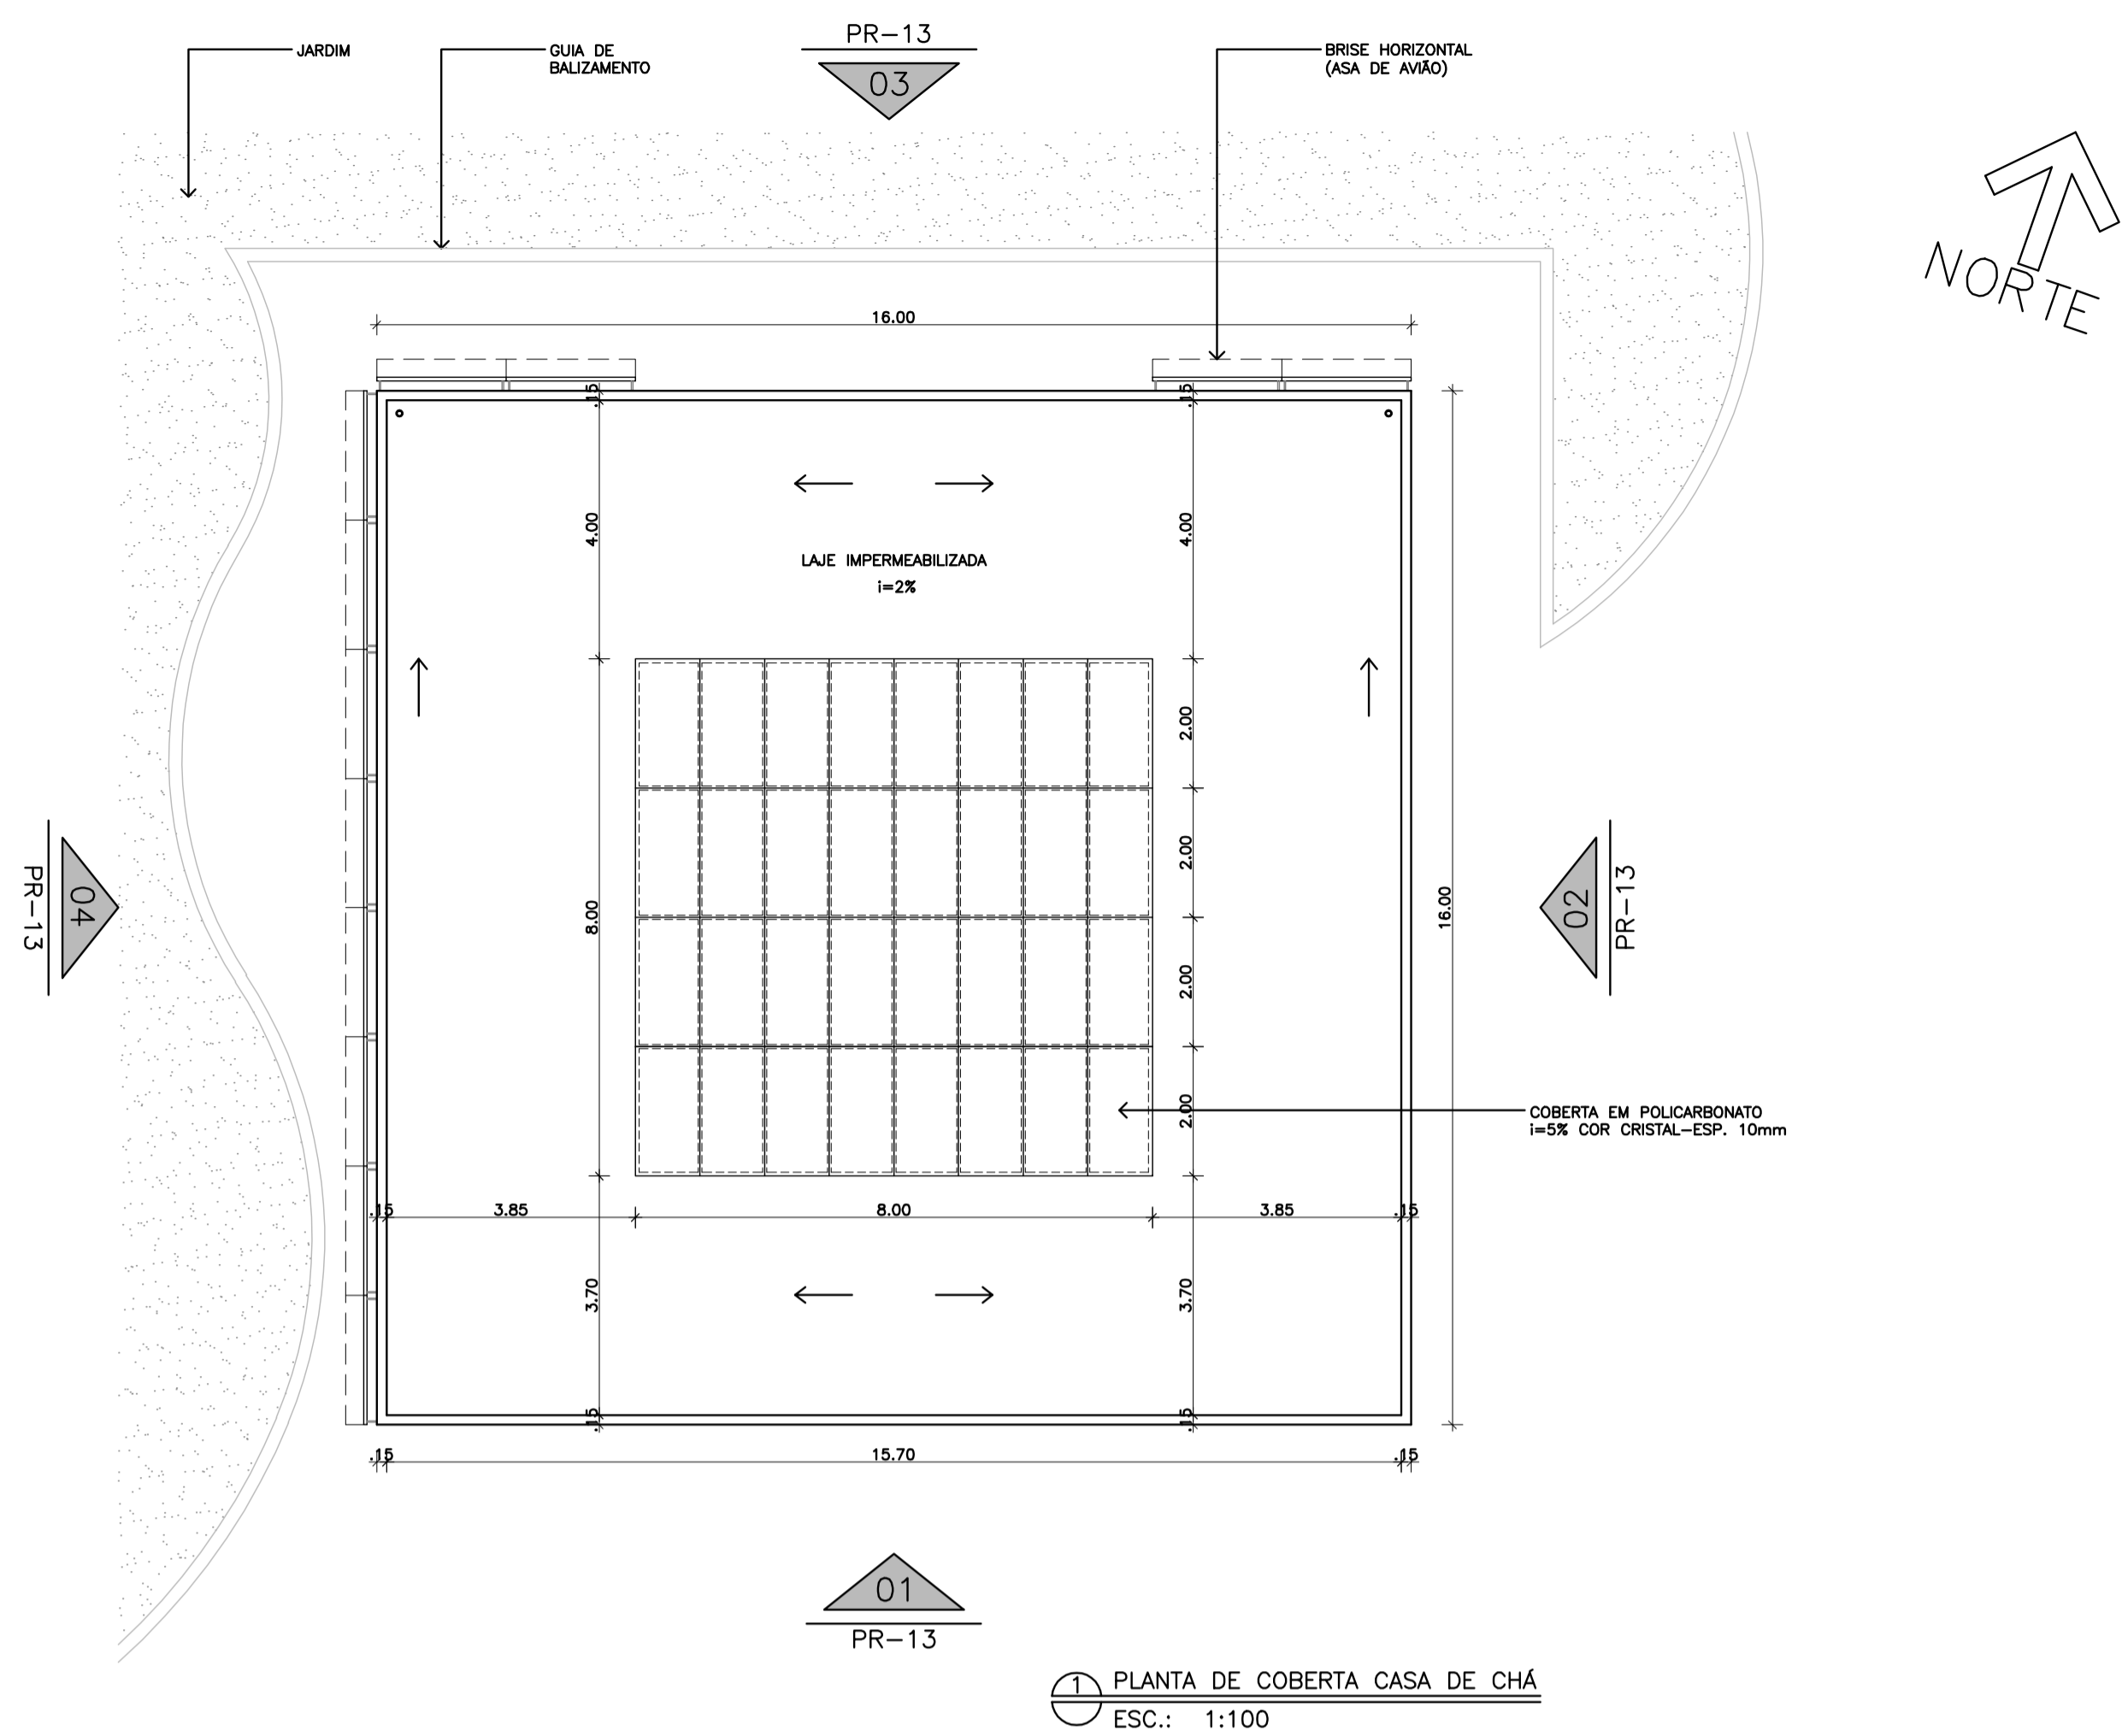 PR-13
03
JARDIM
GUIA DE
BALIZAMENTO
BRISE HORIZONTAL
(ASA DE AVIÃO)
NORTE
16.00
.15
.15
4.00
4.00
LAJE IMPERMEABILIZADA
i=2%
2.00
2.00
2.00
2.00
8.00
16.00
04
PR-13
02
PR-13
COBERTA EM POLICARBONATO
i=5% COR CRISTAL-ESP. 10mm
.15
3.85
8.00
3.85
.15
3.70
3.70
.15
.15
.15
15.70
.15
01
PR-13
1
PLANTA DE COBERTA CASA DE CHÁ
ESC.: 1:100